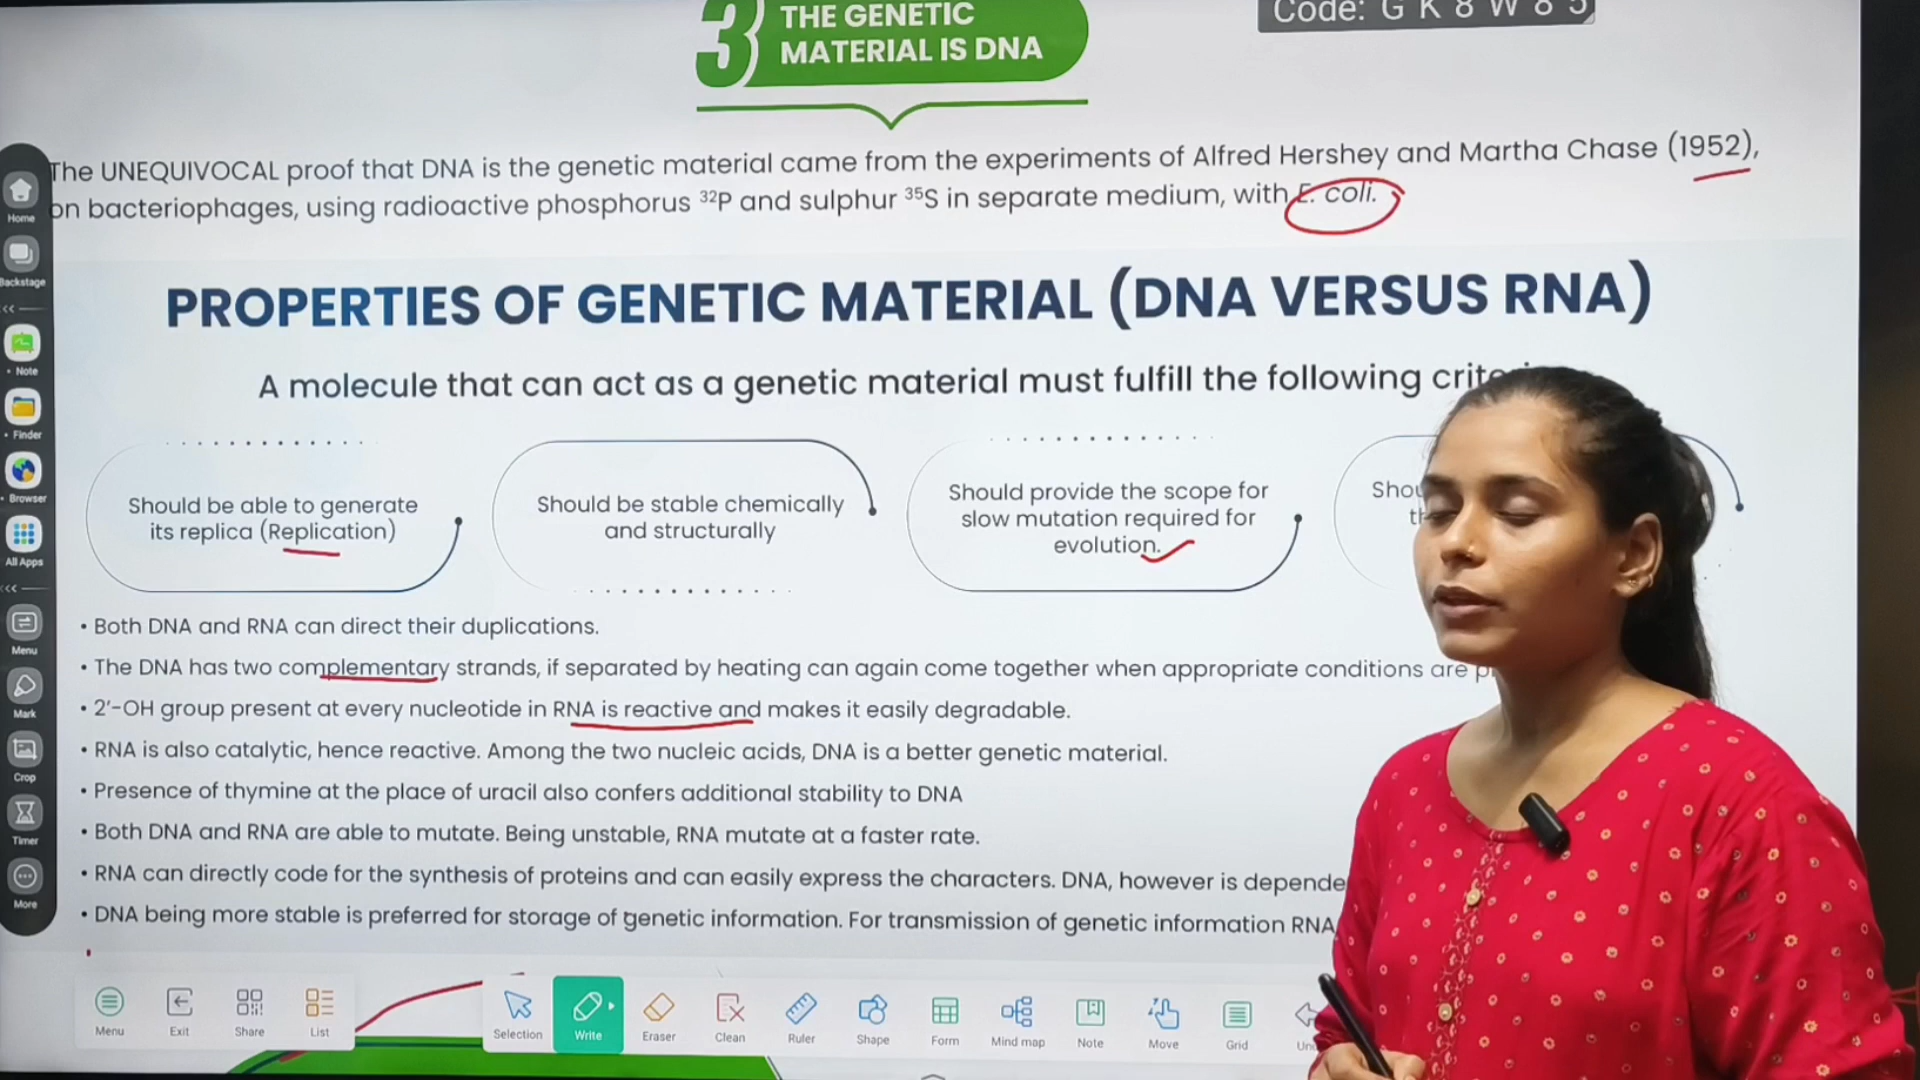 3 THE GENETIC
MATERIAL IS DNA
Code: G K 8 W 8 5
The UNEQUIVOCAL proof that DNA is the genetic material came from the experiments of Alfred Hershey and Martha Chase (1952),
on bacteriophages, using radioactive phosphorus ³²P and sulphur ³⁵S in separate medium, with E. coli.
PROPERTIES OF GENETIC MATERIAL (DNA VERSUS RNA)
A molecule that can act as a genetic material must fulfill the following
Should be able to generate
its replica (Replication)
Should be stable chemically
and structurally
Should provide the scope for
slow mutation required for
evolution.
• Both DNA and RNA can direct their duplications.
• The DNA has two complementary strands, if separated by heating can again come together when appropriate conditions are
• 2'-OH group present at every nucleotide in RNA is reactive and makes it easily degradable.
• RNA is also catalytic, hence reactive. Among the two nucleic acids, DNA is a better genetic material.
• Presence of thymine at the place of uracil also confers additional stability to DNA
• Both DNA and RNA are able to mutate. Being unstable, RNA mutate at a faster rate.
• RNA can directly code for the synthesis of proteins and can easily express the characters. DNA, however is
• DNA being more stable is preferred for storage of genetic information. For transmission of genetic information RNA
Home
Backstage
Note
Finder
Browser
All Apps
Menu
Mark
Crop
Timer
More
Menu Exit Share List Selection Write Eraser Clean Ruler Shape Form Mind map Note Move Grid